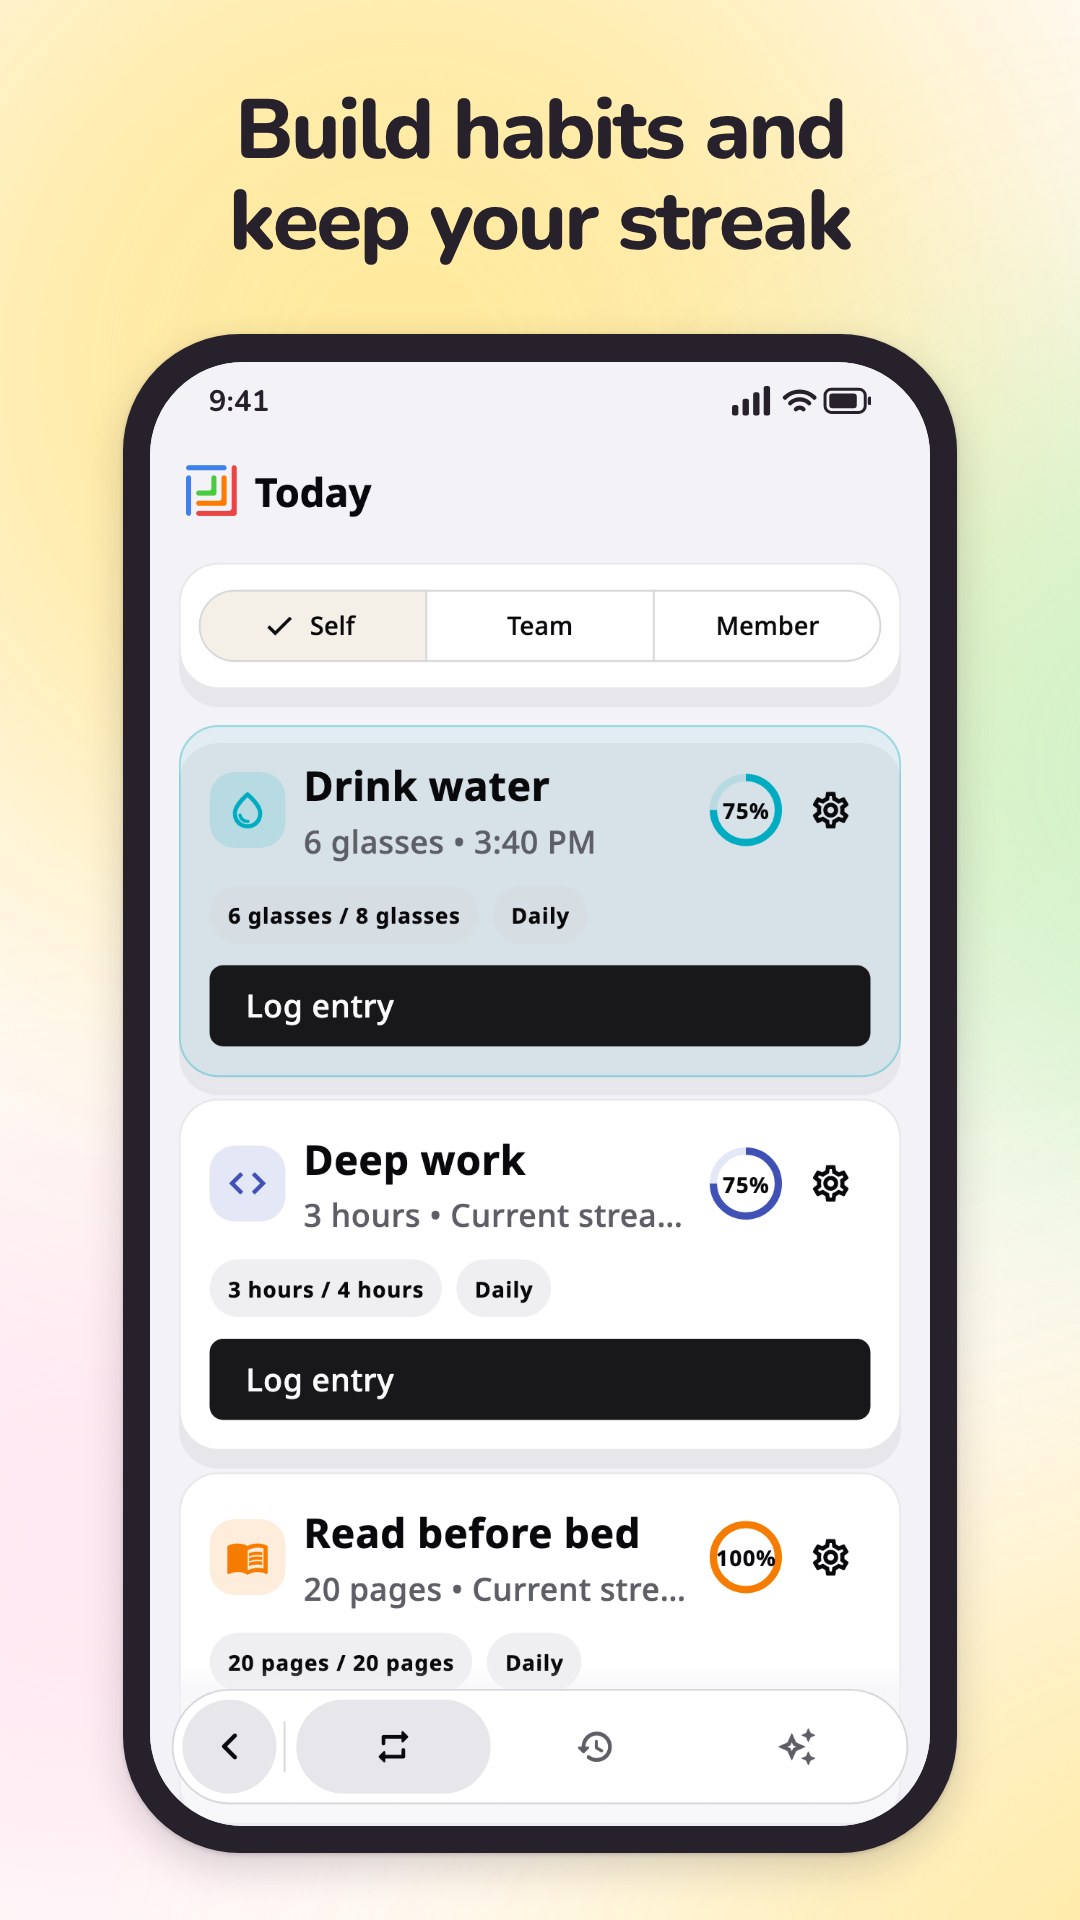 Build habits and
keep your streak
9:41
Today
Self
Team
Member
Drink water
75%
6 glasses • 3:40 PM
6 glasses / 8 glasses
Daily
Log entry
Deep work
75%
3 hours • Current strea...
3 hours / 4 hours
Daily
Log entry
Read before bed
100%
20 pages • Current stre...
20 pages / 20 pages
Daily